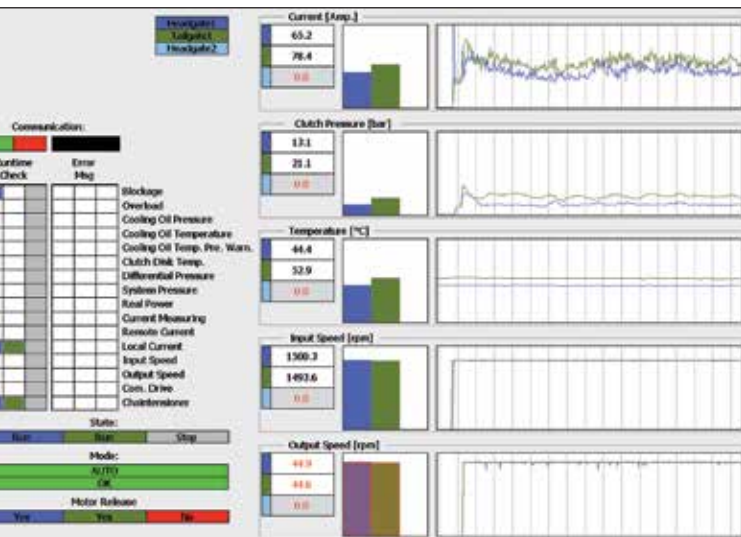 Headgate1
Tailgate1
Headgate2
Communication:
Runtime Check
Error Msg
Blockage
Overload
Cooling Oil Pressure
Cooling Oil Temperature
Cooling Oil Temp. Pre. Warn.
Clutch Disk Temp.
Differential Pressure
System Pressure
Real Power
Current Measuring
Remote Current
Local Current
Input Speed
Output Speed
Com. Drive
Chaintensioner
State:
Run Run Stop
Mode:
AUTO
OK
Motor Release
Yes Yes No
Current [Amp.]
65.2
78.4
0.0
Clutch Pressure [bar]
13.1
21.1
0.0
Temperature [°C]
44.4
52.9
0.0
Input Speed [rpm]
1493.6
0.0
Output Speed [rpm]
44.9
44.6
0.0